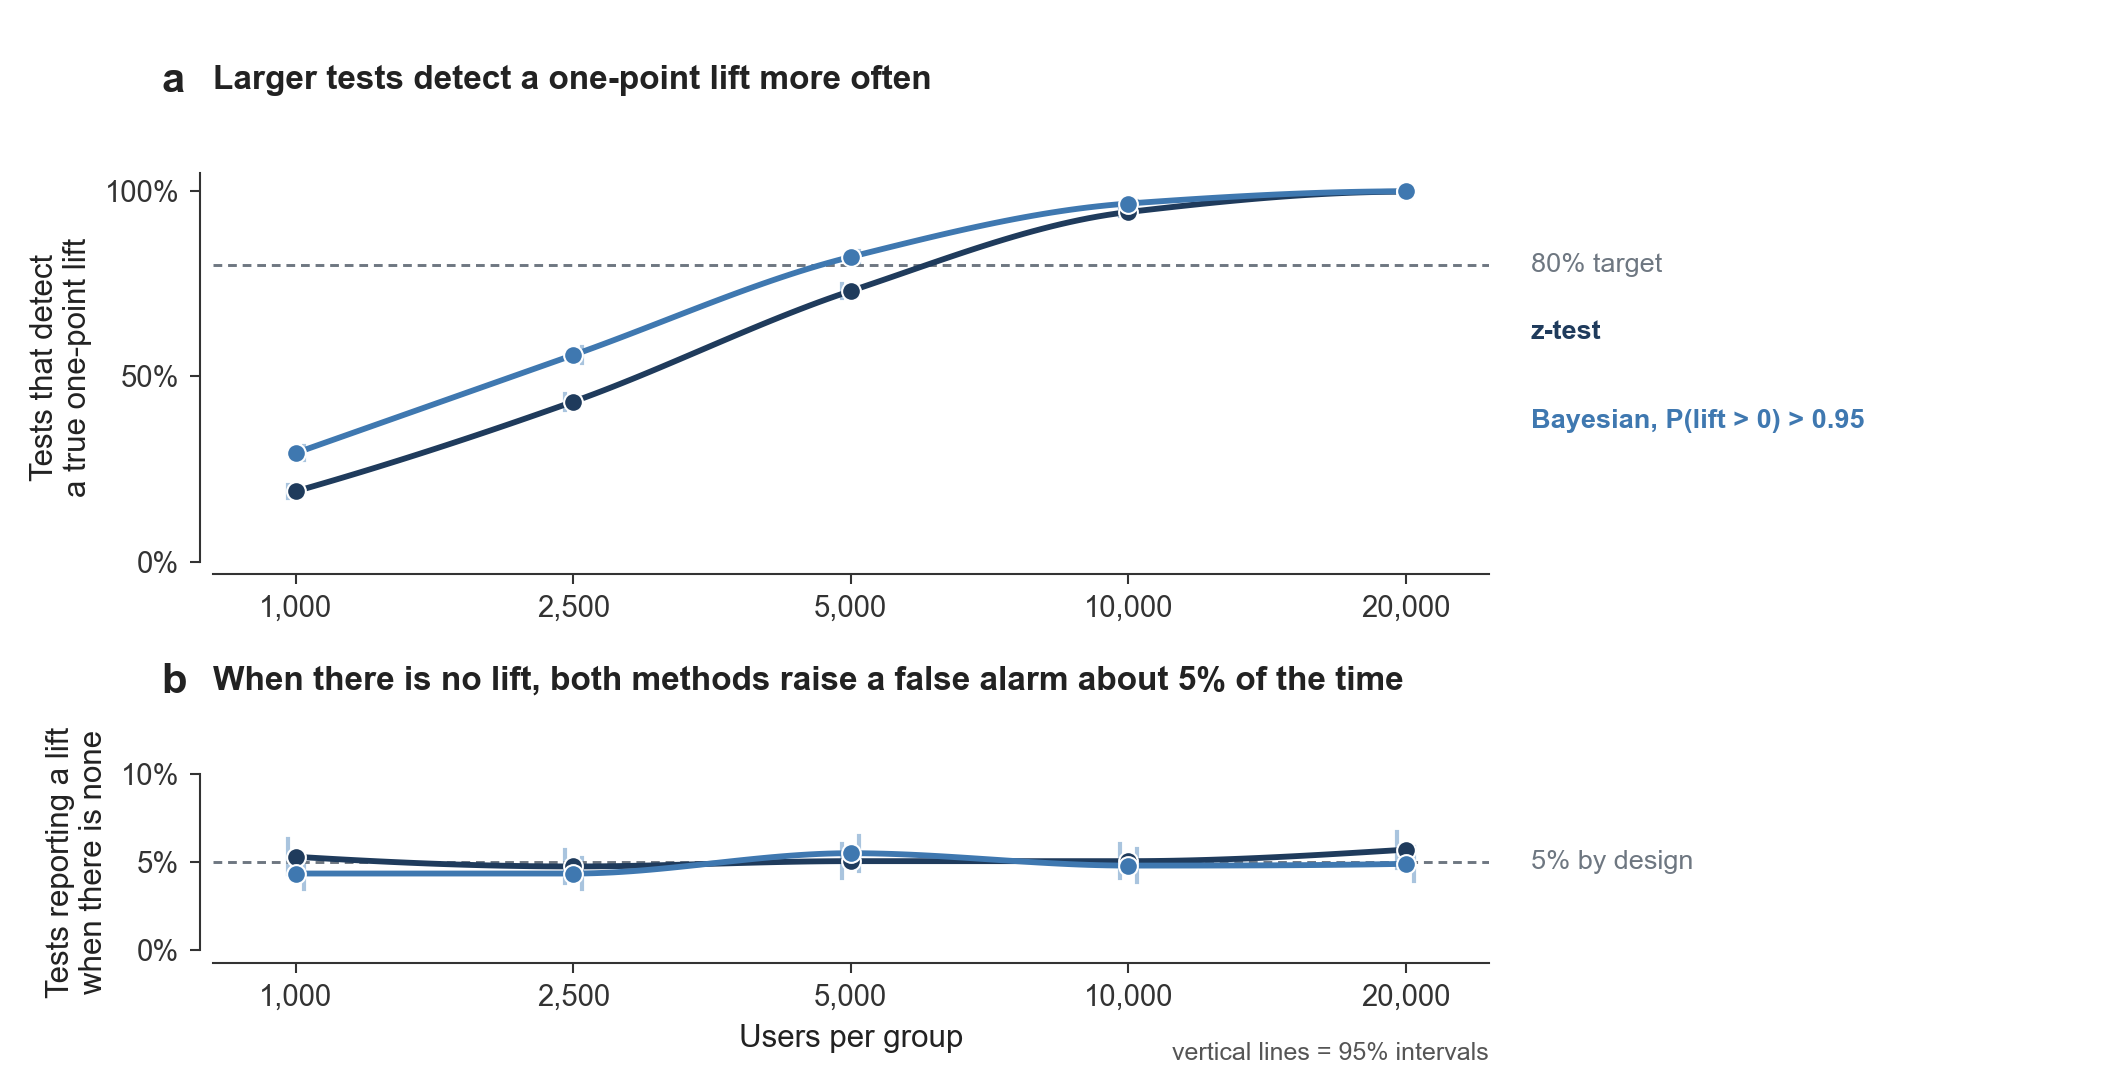 a Larger tests detect a one-point lift more often
Tests that detect
a true one-point lift
100%
50%
0%
80% target
z-test
Bayesian, P(lift > 0) > 0.95
1,000 2,500 5,000 10,000 20,000
b When there is no lift, both methods raise a false alarm about 5% of the time
Tests reporting a lift
when there is none
10%
5%
0%
5% by design
1,000 2,500 5,000 10,000 20,000
Users per group
vertical lines = 95% intervals